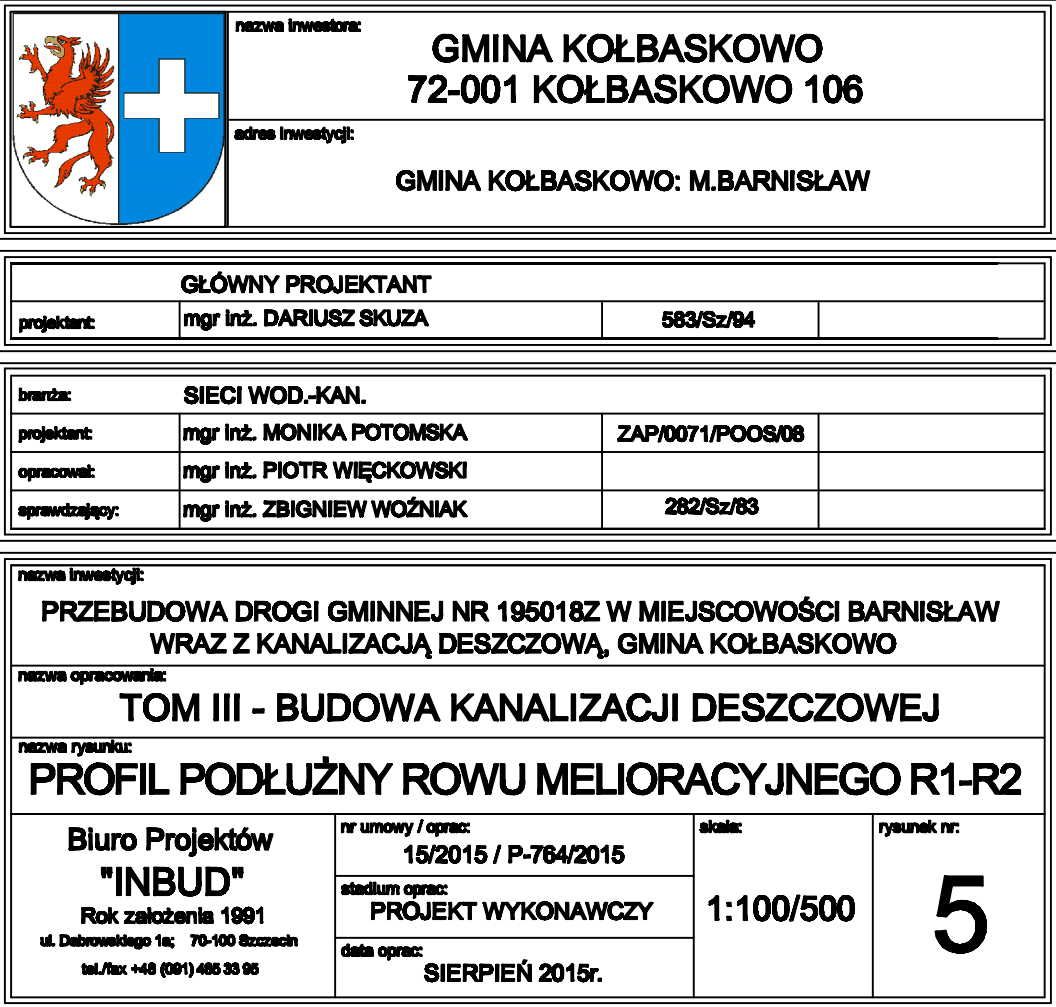 nazwa inwestora:
GMINA KOŁBASKOWO
72-001 KOŁBASKOWO 106
adres inwestycji:
GMINA KOŁBASKOWO: M.BARNISŁAW
GŁÓWNY PROJEKTANT
projektant: mgr inż. DARIUSZ SKUZA 583/Sz/94
branża: SIECI WOD.-KAN.
projektant: mgr inż. MONIKA POTOMSKA ZAP/0071/POOS/08
opracował: mgr inż. PIOTR WIĘCKOWSKI
sprawdzający: mgr inż. ZBIGNIEW WOŹNIAK 282/Sz/83
nazwa inwestycji:
PRZEBUDOWA DROGI GMINNEJ NR 195018Z W MIEJSCOWOŚCI BARNISŁAW
WRAZ Z KANALIZACJĄ DESZCZOWĄ, GMINA KOŁBASKOWO
nazwa opracowania:
TOM III - BUDOWA KANALIZACJI DESZCZOWEJ
nazwa rysunku:
PROFIL PODŁUŻNY ROWU MELIORACYJNEGO R1-R2
Biuro Projektów
"INBUD"
Rok założenia 1991
ul. Dabrowskiego 1a; 70-100 Szczecin
tel./fax +48 (091) 485 33 95
nr umowy / oprac:
15/2015 / P-764/2015
stadium oprac:
PROJEKT WYKONAWCZY
data oprac:
SIERPIEŃ 2015r.
skala:
1:100/500
rysunek nr:
5